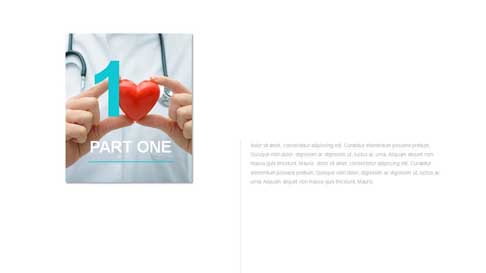 1
PART ONE
dolor sit amet, consectetur adipiscing elit. Curabitur elementum posuere pretium.
Quisque nibh dolor, dignissim ac dignissim ut, luctus ac urna. Aliquam aliquet non
massa quis tincidunt. Mauris. dolor sit amet, consectetur adipiscing elit. Curabitur
elementum posuere pretium. Quisque nibh dolor, dignissim ac dignissim ut, luctus ac
urna. Aliquam aliquet non massa quis tincidunt. Mauris.